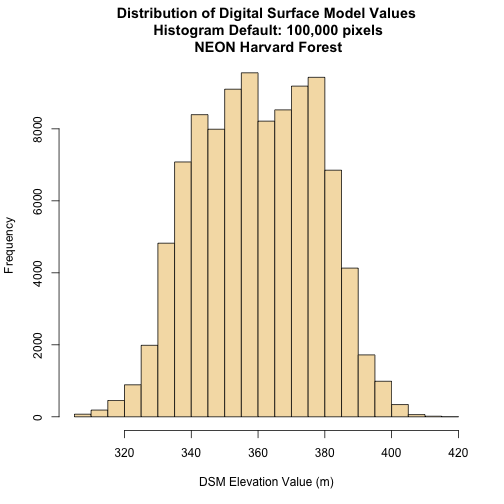 Distribution of Digital Surface Model Values
Histogram Default: 100,000 pixels
NEON Harvard Forest
Frequency
8000
6000
4000
2000
0
320 340 360 380 400 420
DSM Elevation Value (m)